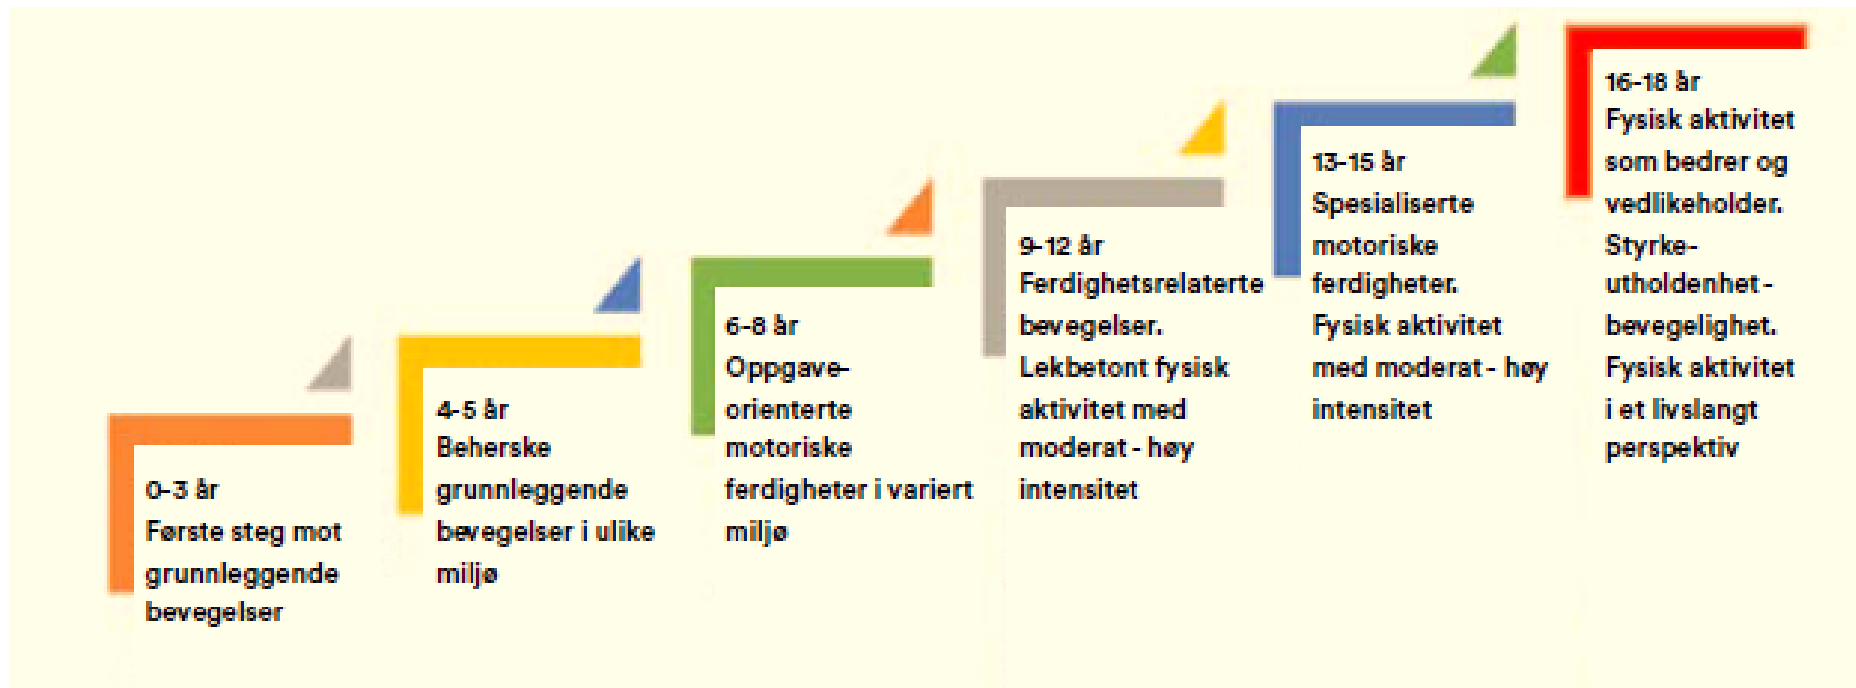 0-3 år
Første steg mot
grunnleggende
bevegelser
4-5 år
Beherske
grunnleggende
bevegelser i ulike
miljø
6-8 år
Oppgave-
orienterte
motoriske
ferdigheter i variert
miljø
9-12 år
Ferdighetsrelaterte
bevegelser.
Lekbetont fysisk
aktivitet med
moderat - høy
intensitet
13-15 år
Spesialiserte
motoriske
ferdigheter.
Fysisk aktivitet
med moderat - høy
intensitet
16-18 år
Fysisk aktivitet
som bedrer og
vedlikeholder.
Styrke-
utholdenhet -
bevegelighet.
Fysisk aktivitet
i et livslangt
perspektiv